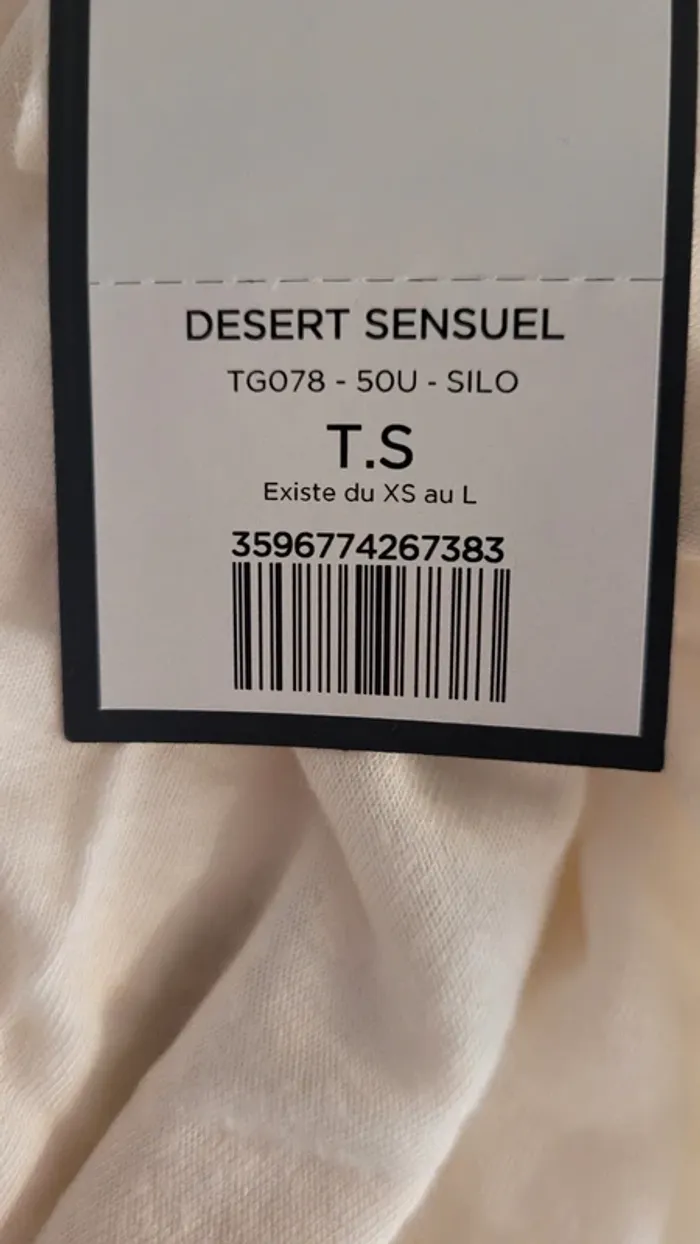 DESERT SENSUEL
TG078 - 50U - SILO
T.S
Existe du XS au L
3596774267383